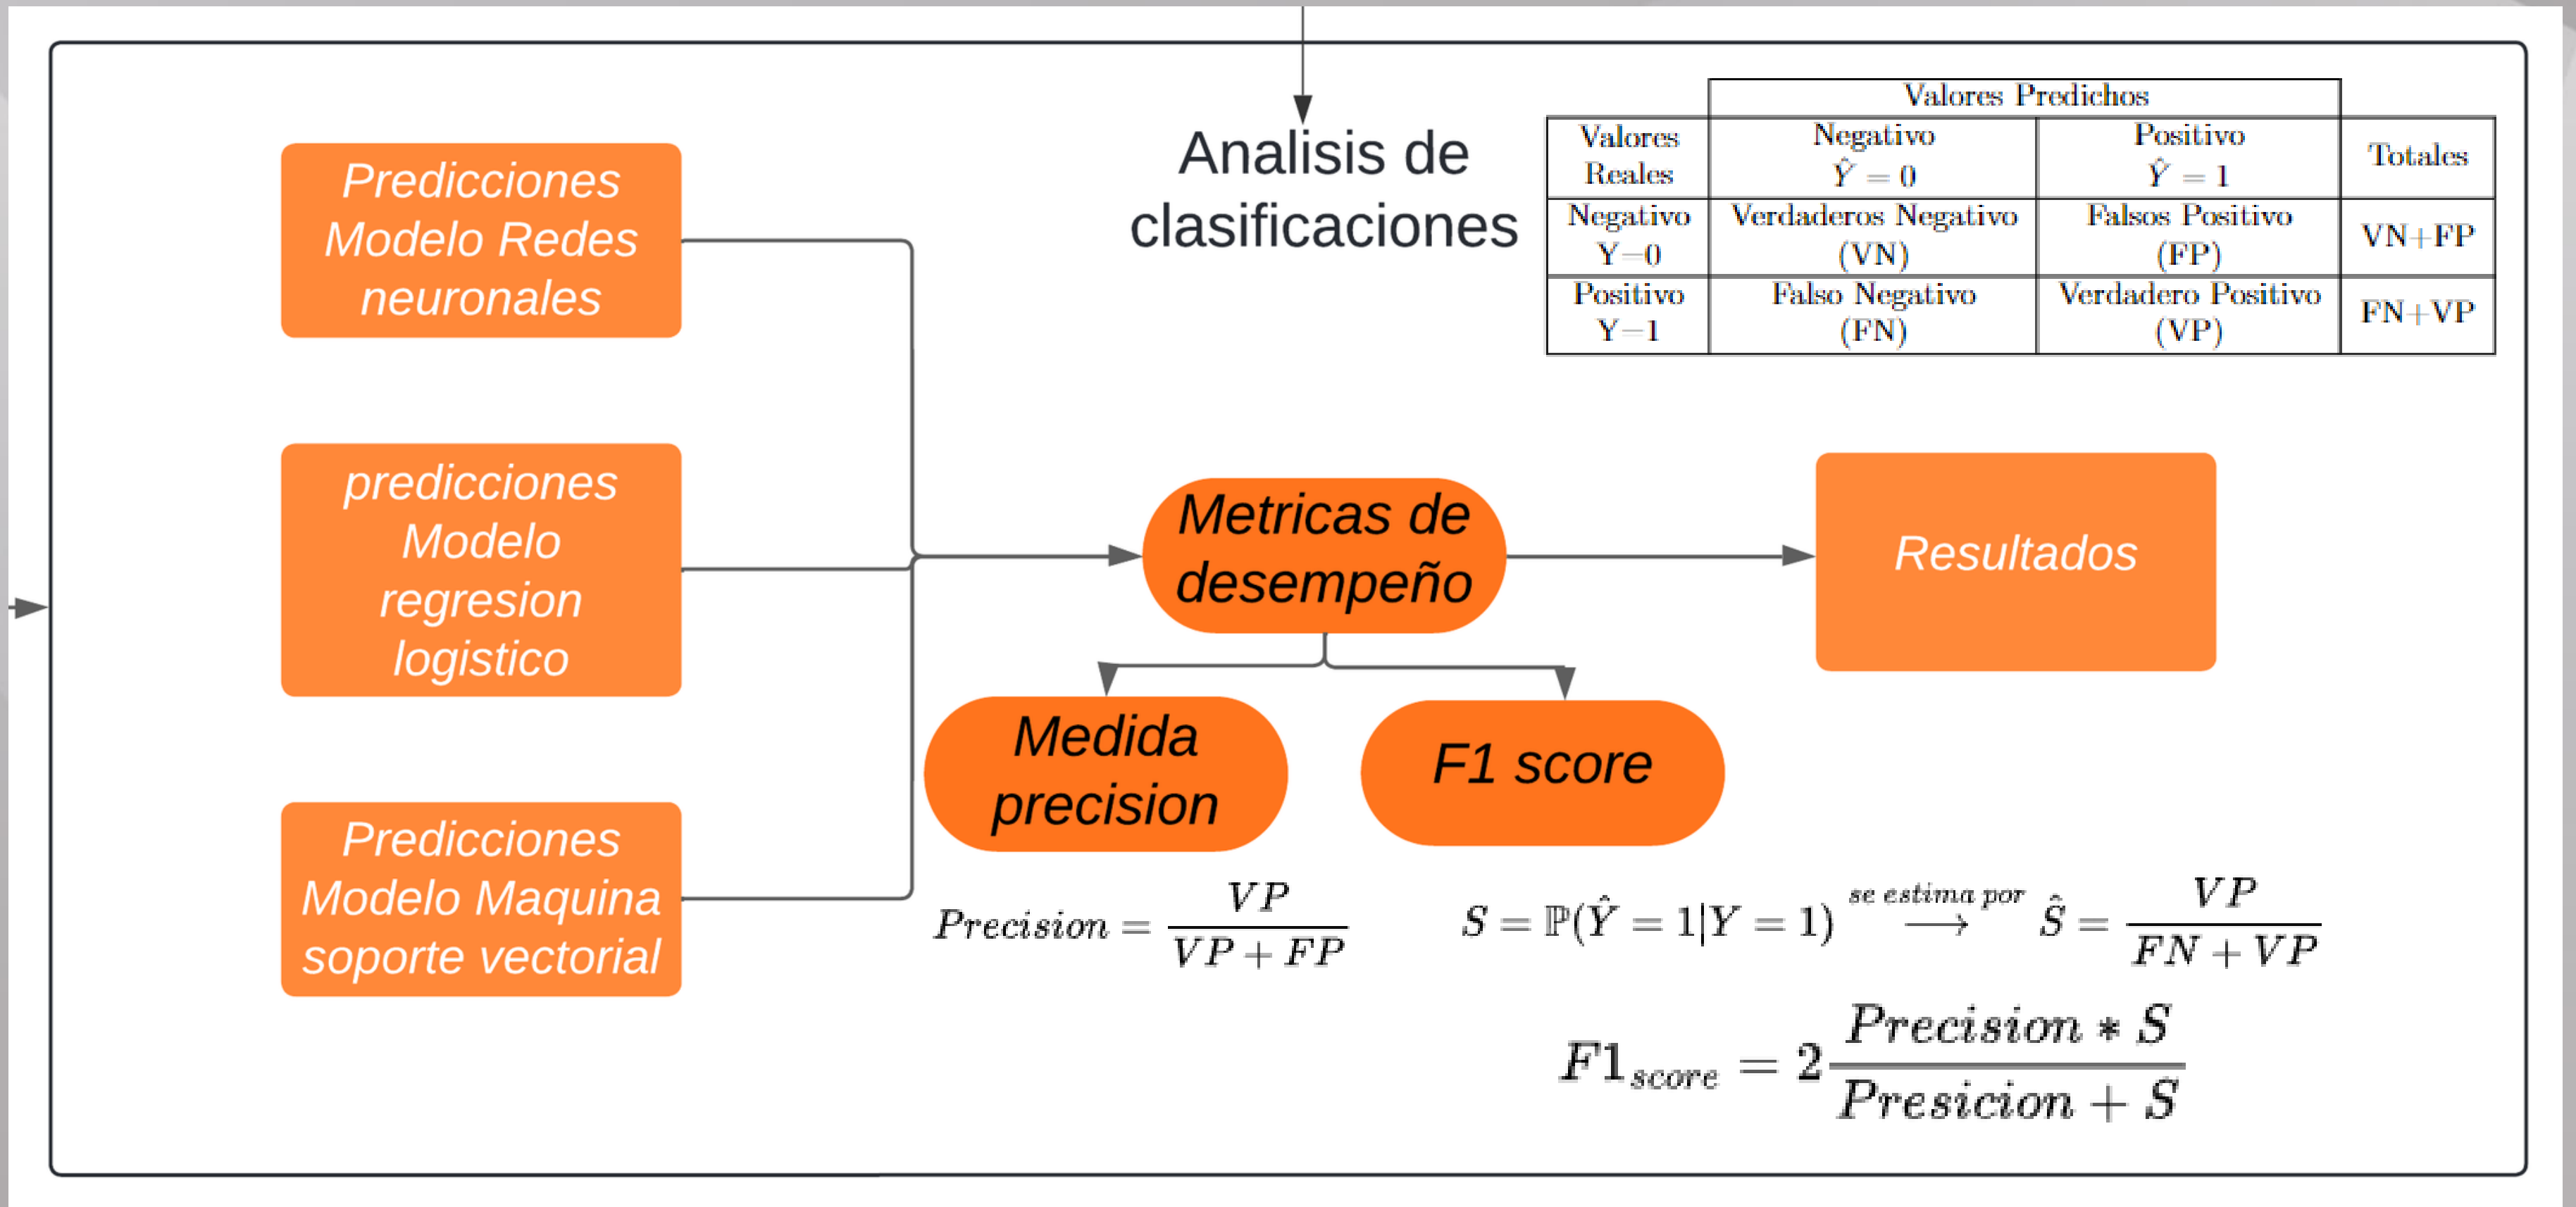 Analisis de
clasificaciones
Valores Predichos
Valores
Reales
Negativo
Ŷ = 0
Positivo
Ŷ = 1
Totales
Negativo
Y=0
Verdaderos Negativo
(VN)
Falsos Positivo
(FP)
VN+FP
Positivo
Y=1
Falso Negativo
(FN)
Verdadero Positivo
(VP)
FN+VP
Predicciones
Modelo Redes
neuronales
predicciones
Modelo
regresion
logistico
Predicciones
Modelo Maquina
soporte vectorial
Metricas de
desempeño
Resultados
Medida
precision
F1 score
Precision = VP / (VP + FP)
S = ℙ(Ŷ = 1|Y = 1) se estima por ⟶ Ŝ = VP / (FN + VP)
F1score = 2 (Precision * S) / (Presicion + S)